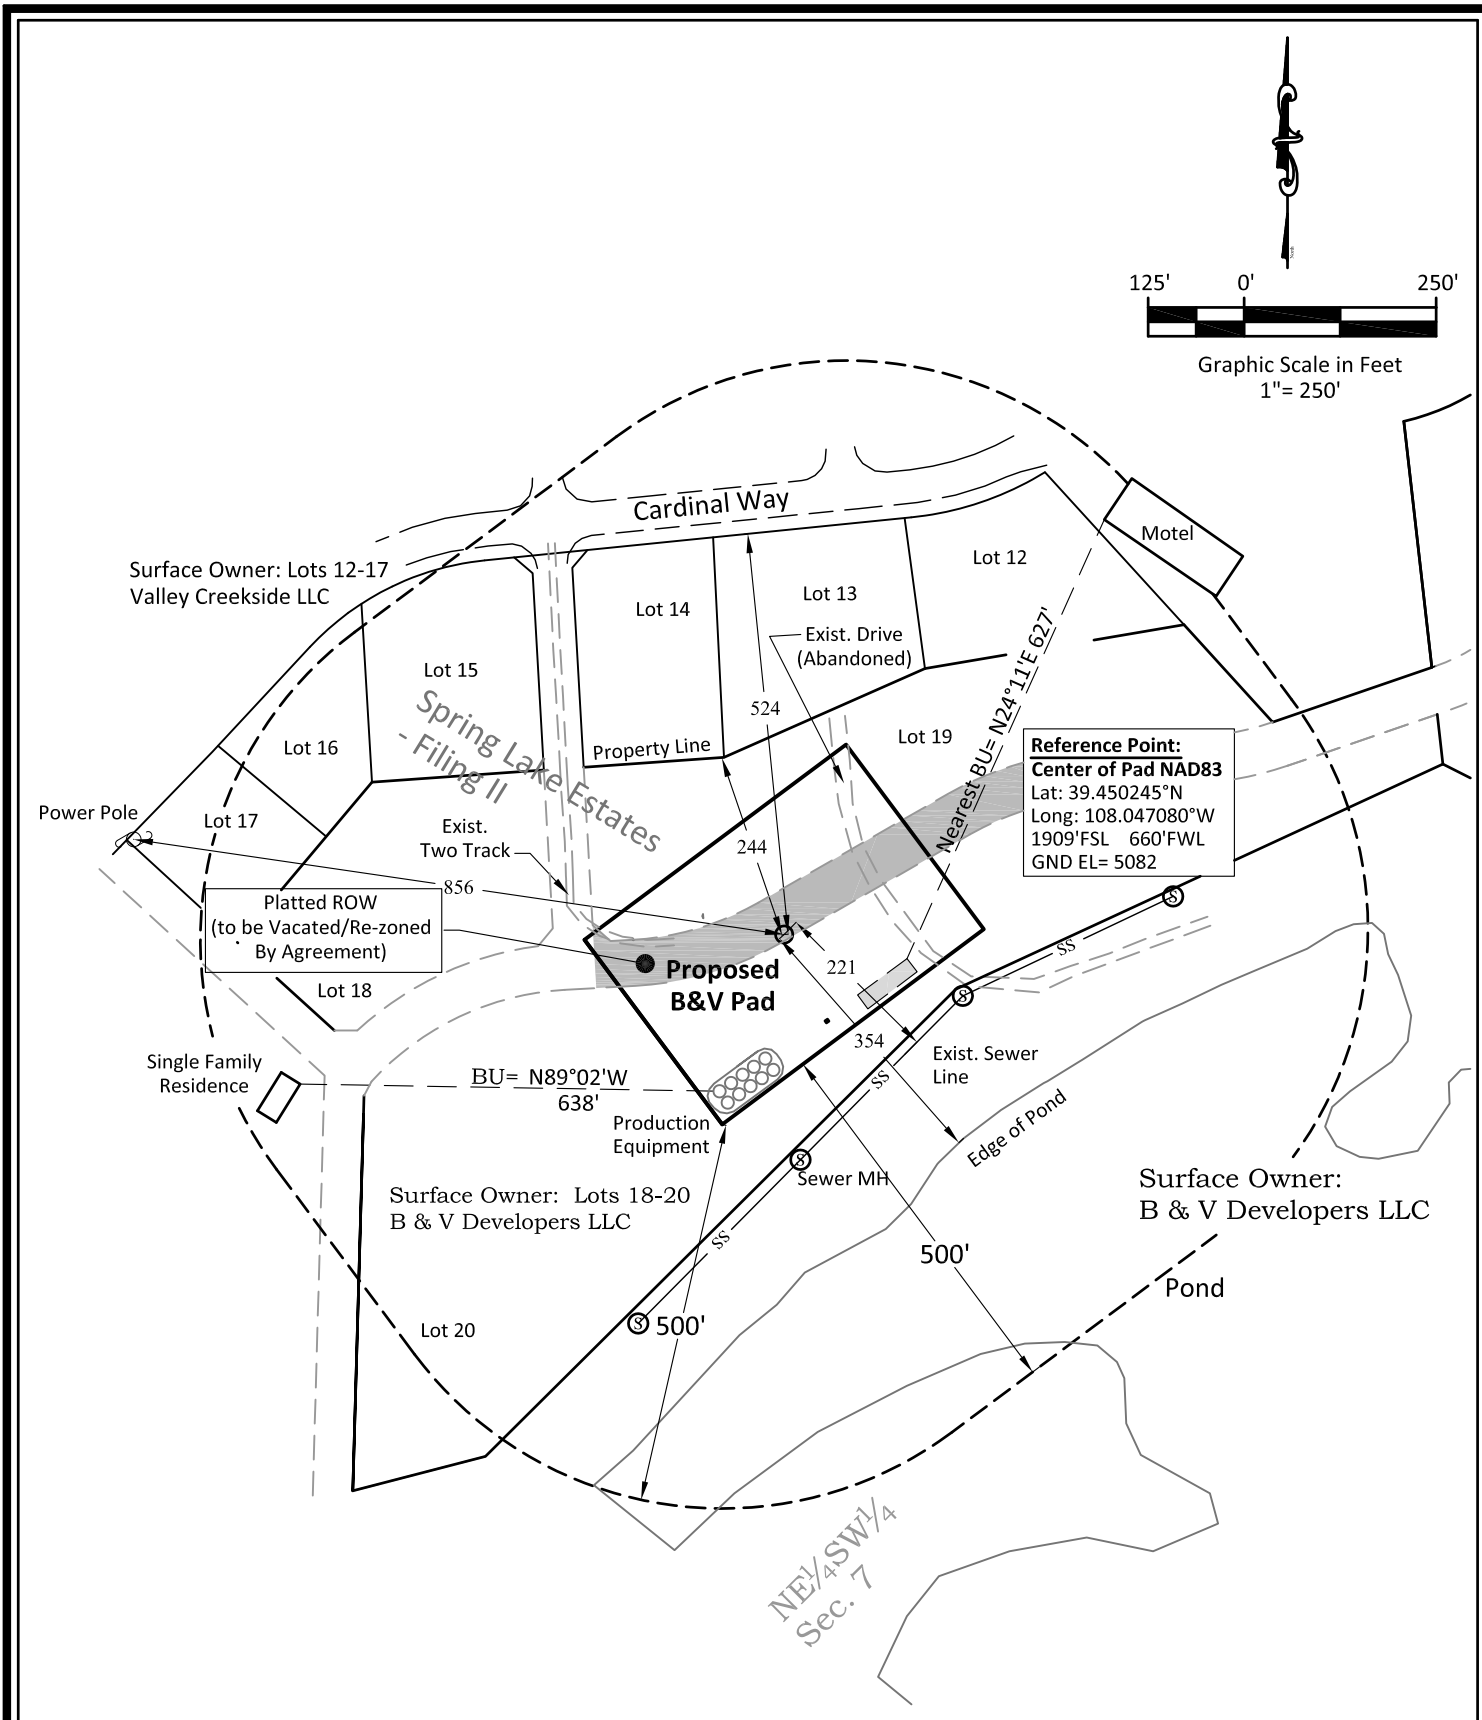 North
125' 0' 250'
Graphic Scale in Feet
1"= 250'
Cardinal Way
Motel
Surface Owner: Lots 12-17
Valley Creekside LLC
Lot 12
Lot 13
Lot 14
Exist. Drive
(Abandoned)
Lot 15
524
Nearest BU= N24°11'E 627'
Spring Lake Estates
- Filing II
Property Line
Lot 16
Lot 19
Reference Point:
Center of Pad NAD83
Lat: 39.450245°N
Long: 108.047080°W
1909'FSL 660'FWL
GND EL= 5082
Power Pole
Lot 17
Exist.
Two Track
244
856
Platted ROW
(to be Vacated/Re-zoned
By Agreement)
S
SS
Proposed
B&V Pad
221
Lot 18
S
354
Exist. Sewer
Line
Single Family
Residence
BU= N89°02'W
638'
SS
Production
Equipment
Edge of Pond
S
Sewer MH
Surface Owner: Lots 18-20
B & V Developers LLC
Surface Owner:
B & V Developers LLC
SS
500'
Pond
S
500'
Lot 20
NE¼SW¼
Sec. 7